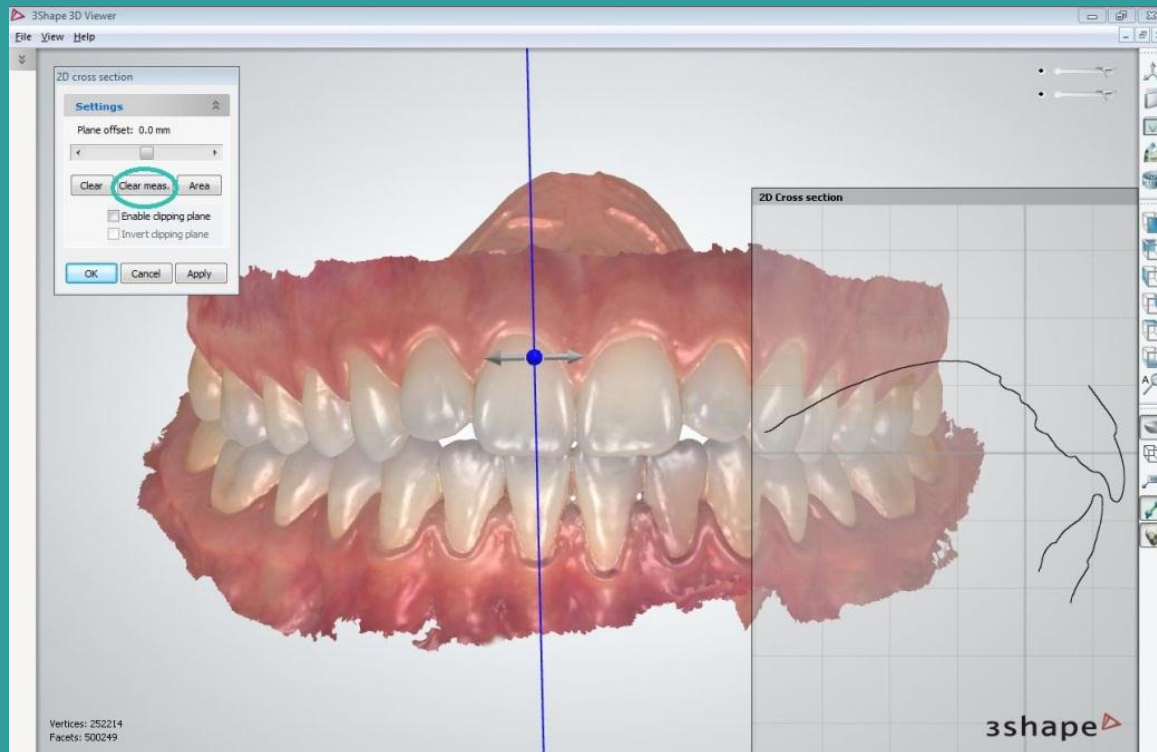 3Shape 3D Viewer
File View Help
2D cross section
Settings
Plane offset: 0.0 mm
Clear Clear meas. Area
Enable clipping plane
Invert clipping plane
OK Cancel Apply
2D Cross section
A
Vertices: 252214
Facets: 500249
3shape